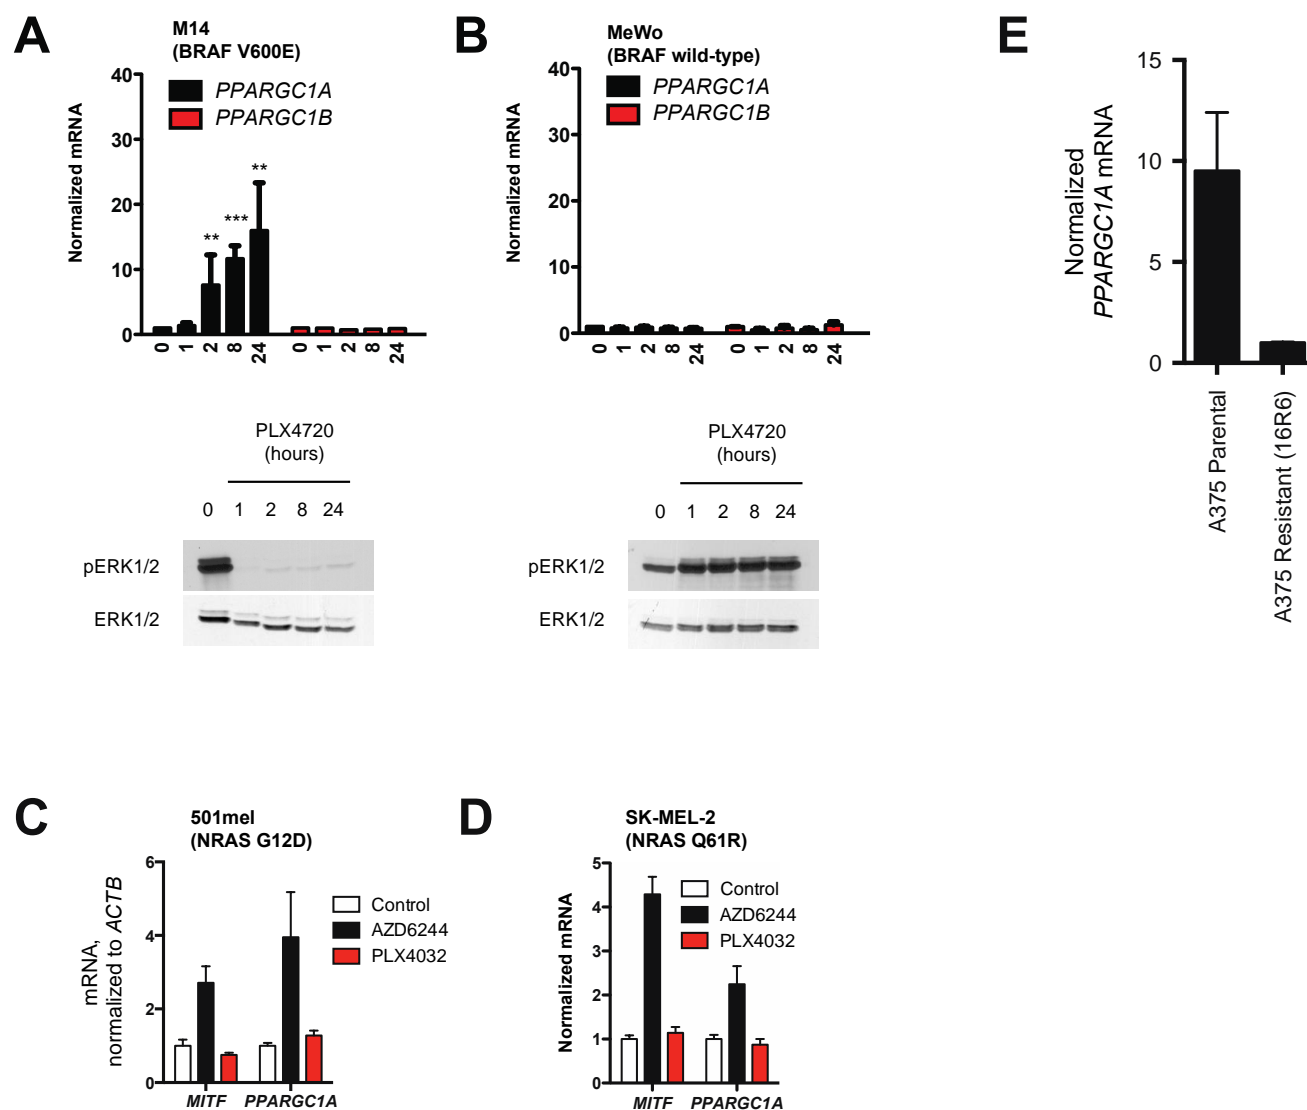 A
M14
(BRAF V600E)
PPARGC1A
PPARGC1B
Normalized mRNA
40
30
20
10
0
**
***
**
0 1 2 8 24 0 1 2 8 24
PLX4720
(hours)
0 1 2 8 24
pERK1/2
ERK1/2
B
MeWo
(BRAF wild-type)
PPARGC1A
PPARGC1B
Normalized mRNA
40
30
20
10
0
0 1 2 8 24 0 1 2 8 24
PLX4720
(hours)
0 1 2 8 24
pERK1/2
ERK1/2
E
Normalized
PPARGC1A mRNA
15
10
5
0
A375 Parental
A375 Resistant (16R6)
C
501mel
(NRAS G12D)
mRNA,
normalized to ACTB
6
4
2
0
Control
AZD6244
PLX4032
MITF PPARGC1A
D
SK-MEL-2
(NRAS Q61R)
Normalized mRNA
5
4
3
2
1
0
Control
AZD6244
PLX4032
MITF PPARGC1A